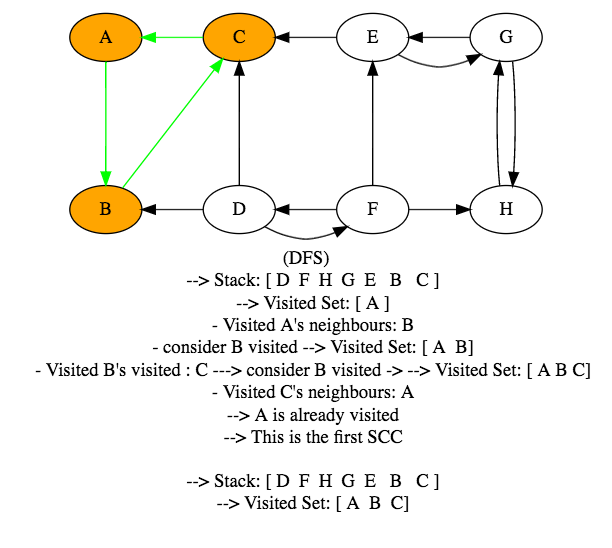 A C E G
B D F H
(DFS)
--> Stack: [ D F H G E B C ]
--> Visited Set: [ A ]
- Visited A's neighbours: B
- consider B visited --> Visited Set: [ A B]
- Visited B's visited : C ---> consider B visited -> --> Visited Set: [ A B C]
- Visited C's neighbours: A
--> A is already visited
--> This is the first SCC
--> Stack: [ D F H G E B C ]
--> Visited Set: [ A B C]